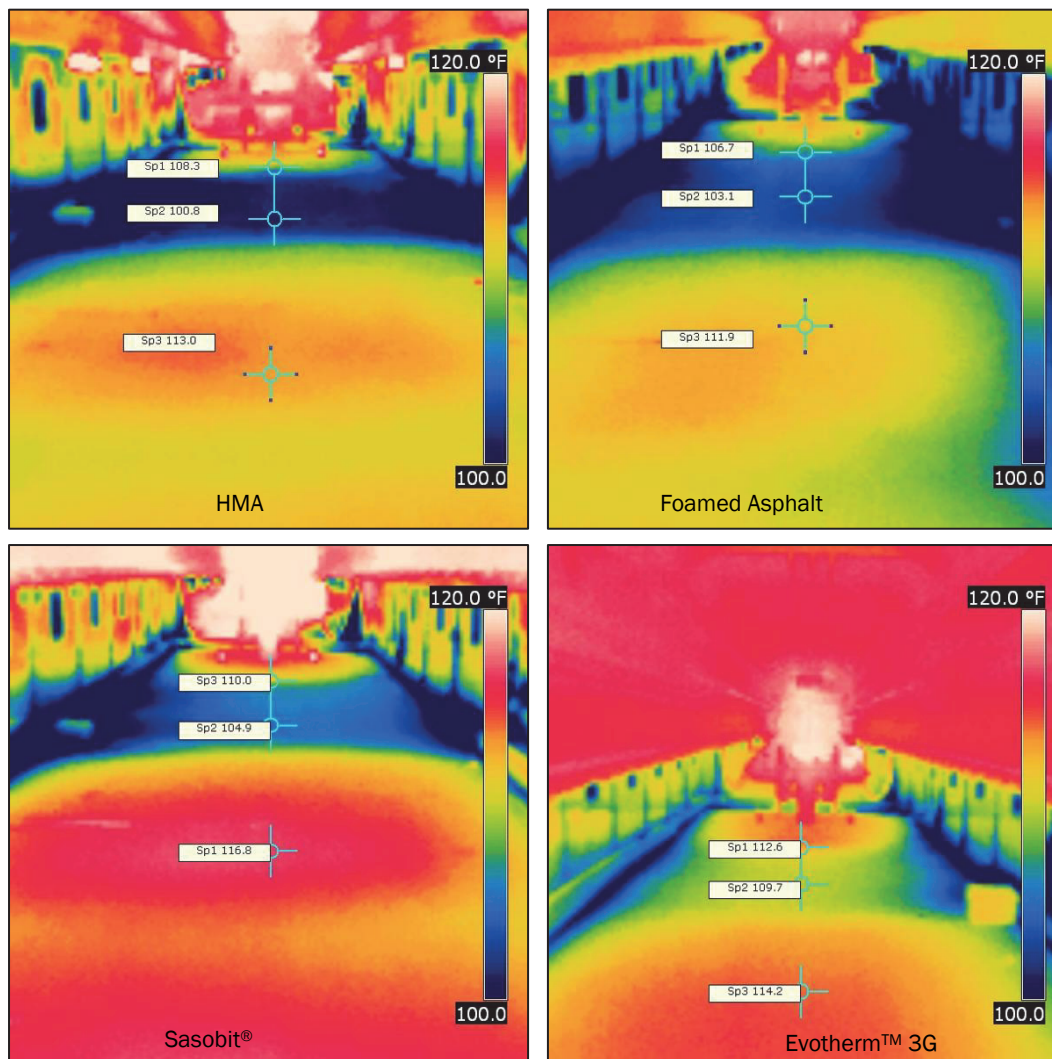 120.0 °F
Sp1 108.3
Sp2 100.8
Sp3 113.0
100.0
HMA
120.0 °F
Sp1 106.7
Sp2 103.1
Sp3 111.9
100.0
Foamed Asphalt
120.0 °F
Sp3 110.0
Sp2 104.9
Sp1 116.8
100.0
Sasobit®
120.0 °F
Sp1 112.6
Sp2 109.7
Sp3 114.2
100.0
Evotherm™ 3G